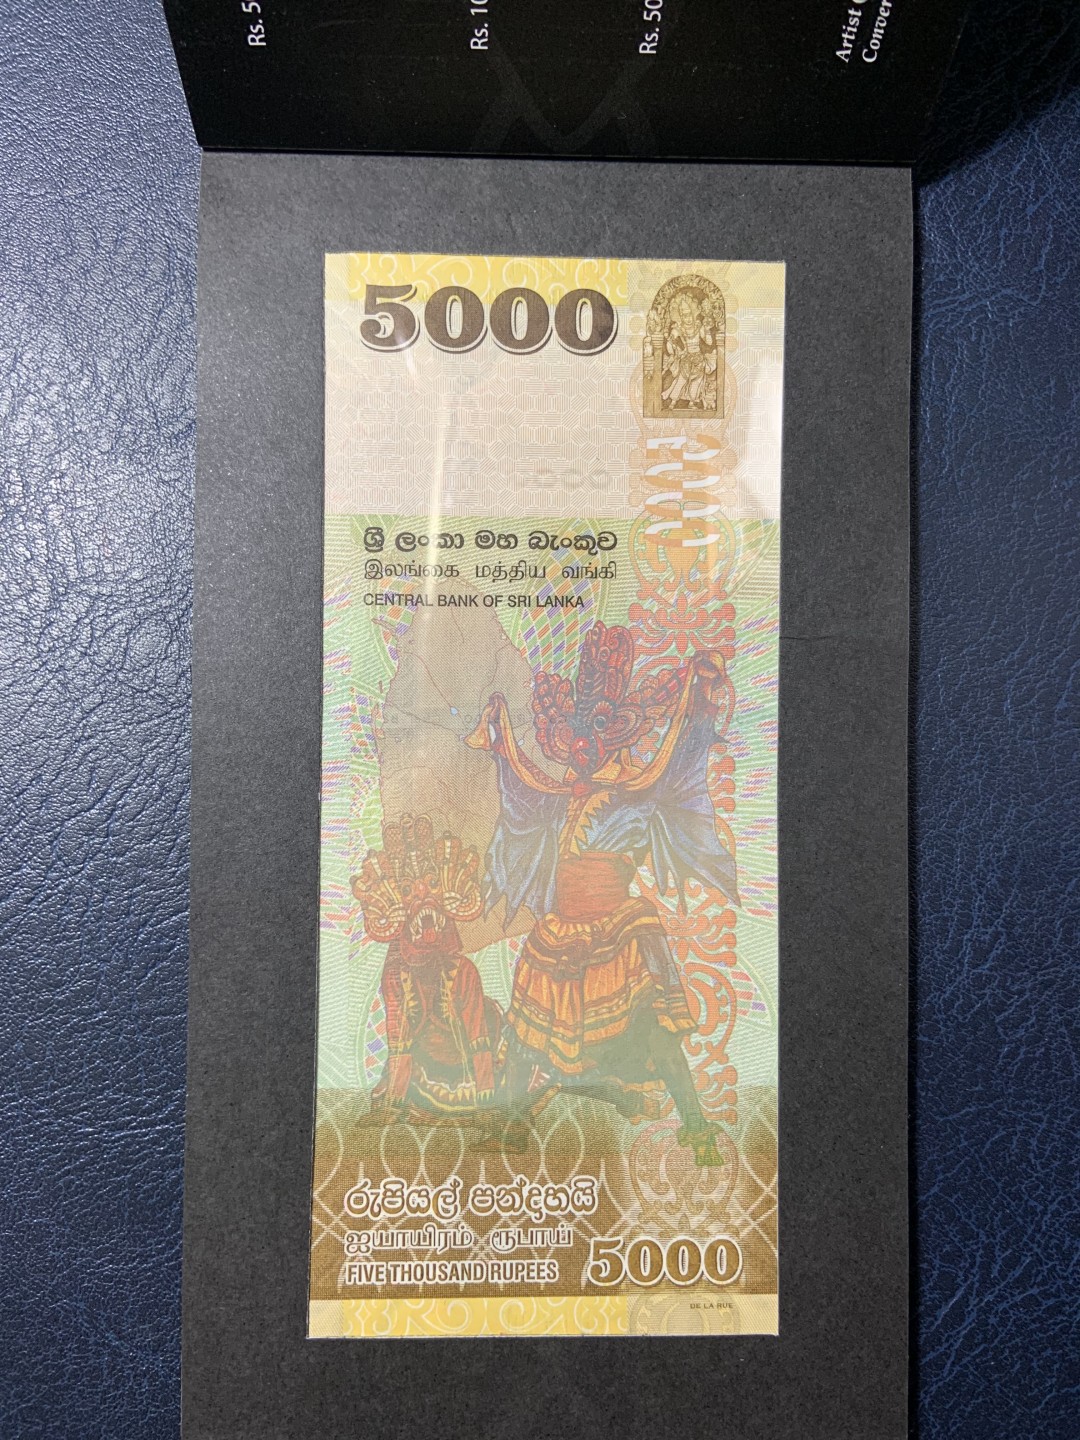 Rs. 5
Rs. 10
Rs. 50
Artist
Conver
5000
ශ්‍රී ලංකා මහ බැංකුව
இலங்கை மத்திய வங்கி
CENTRAL BANK OF SRI LANKA
රුපියල් පන්දාහයි
ஐயாயிரம் ரூபாய்
FIVE THOUSAND RUPEES
5000
DE LA RUE